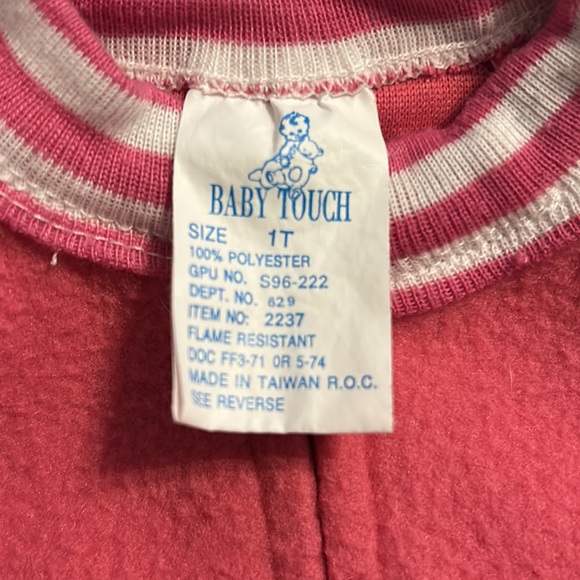 BABY TOUCH
SIZE 1T
100% POLYESTER
GPU NO. S96-222
DEPT. NO. 629
ITEM NO: 2237
FLAME RESISTANT
DOC FF3-71 OR 5-74
MADE IN TAIWAN R.O.C.
SEE REVERSE